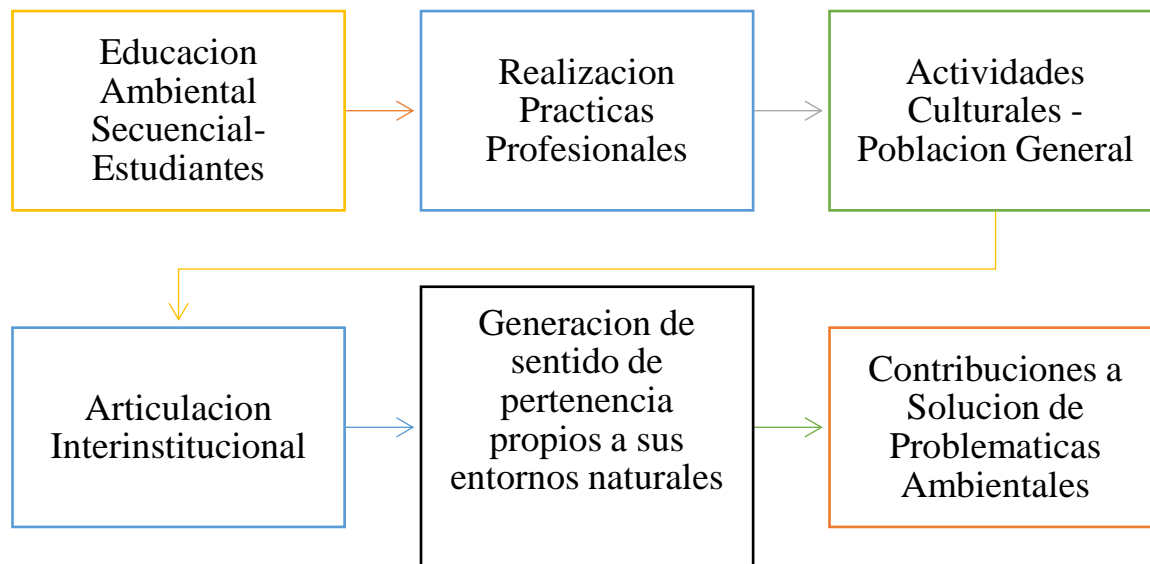 Educacion
Ambiental
Secuencial-
Estudiantes
Realizacion
Practicas
Profesionales
Actividades
Culturales -
Poblacion General
Articulacion
Interinstitucional
Generacion de
sentido de
pertenencia
propios a sus
entornos naturales
Contribuciones a
Solucion de
Problematicas
Ambientales